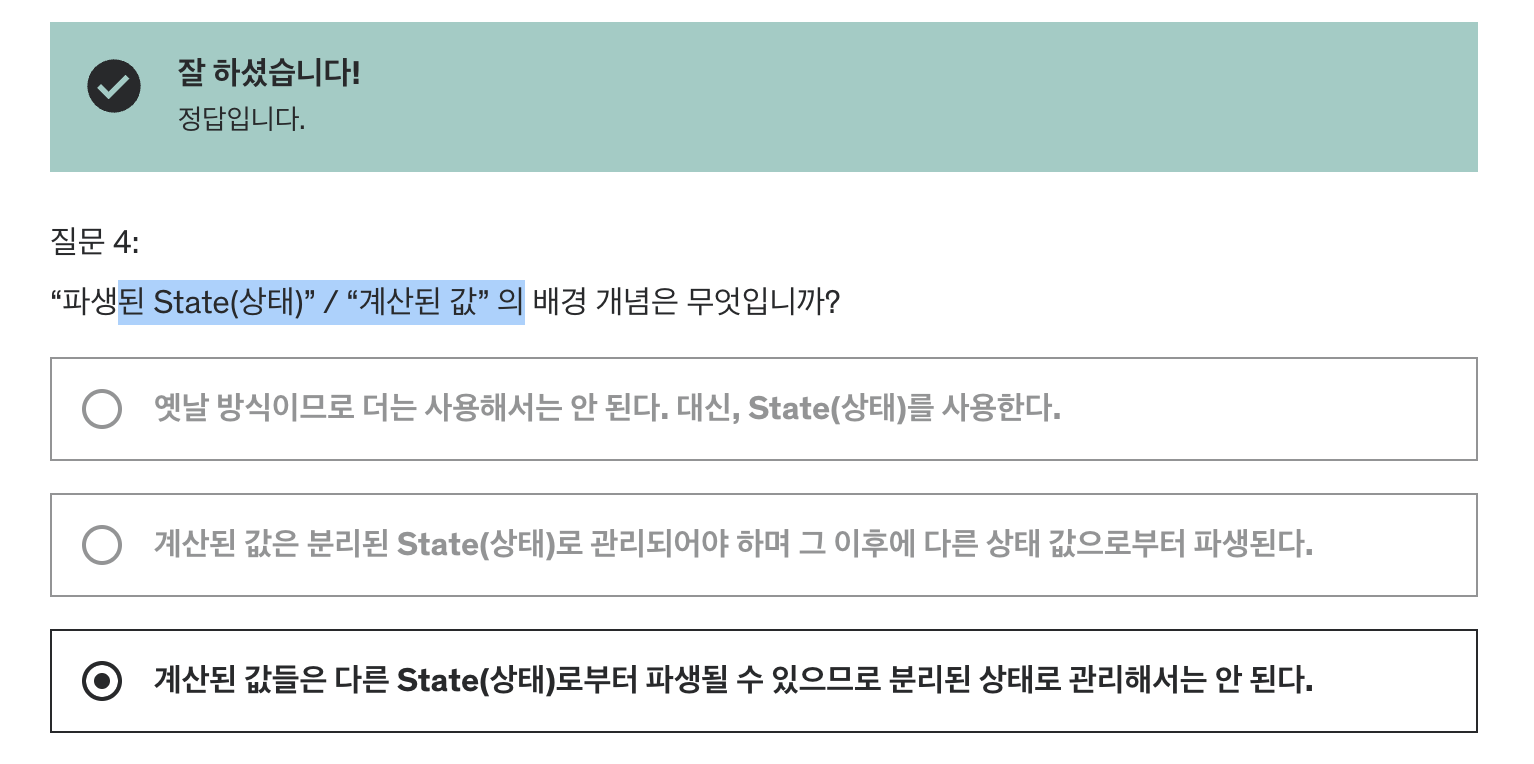 잘 하셨습니다!
정답입니다.
질문 4:
“파생된 State(상태)” / “계산된 값” 의 배경 개념은 무엇입니까?
옛날 방식이므로 더는 사용해서는 안 된다. 대신, State(상태)를 사용한다.
계산된 값은 분리된 State(상태)로 관리되어야 하며 그 이후에 다른 상태 값으로부터 파생된다.
계산된 값들은 다른 State(상태)로부터 파생될 수 있으므로 분리된 상태로 관리해서는 안 된다.